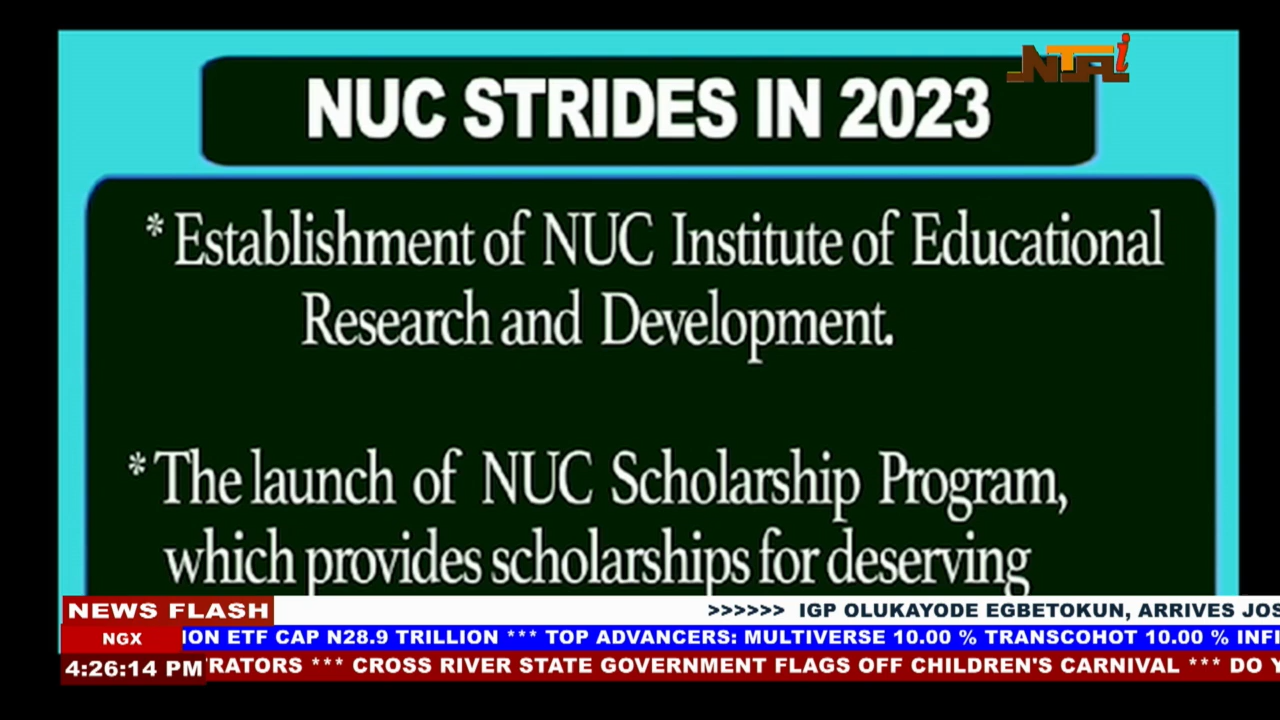 NTAi
NUC STRIDES IN 2023
* Establishment of NUC Institute of Educational
Research and Development.
* The launch of NUC Scholarship Program,
which provides scholarships for deserving
NEWS FLASH
>>>>>> IGP OLUKAYODE EGBETOKUN, ARRIVES JOS
NGX
ION ETF CAP N28.9 TRILLION *** TOP ADVANCERS: MULTIVERSE 10.00 % TRANSCOHOT 10.00 % INFI
4:26:14 PM
RATORS *** CROSS RIVER STATE GOVERNMENT FLAGS OFF CHILDREN'S CARNIVAL *** DO Y